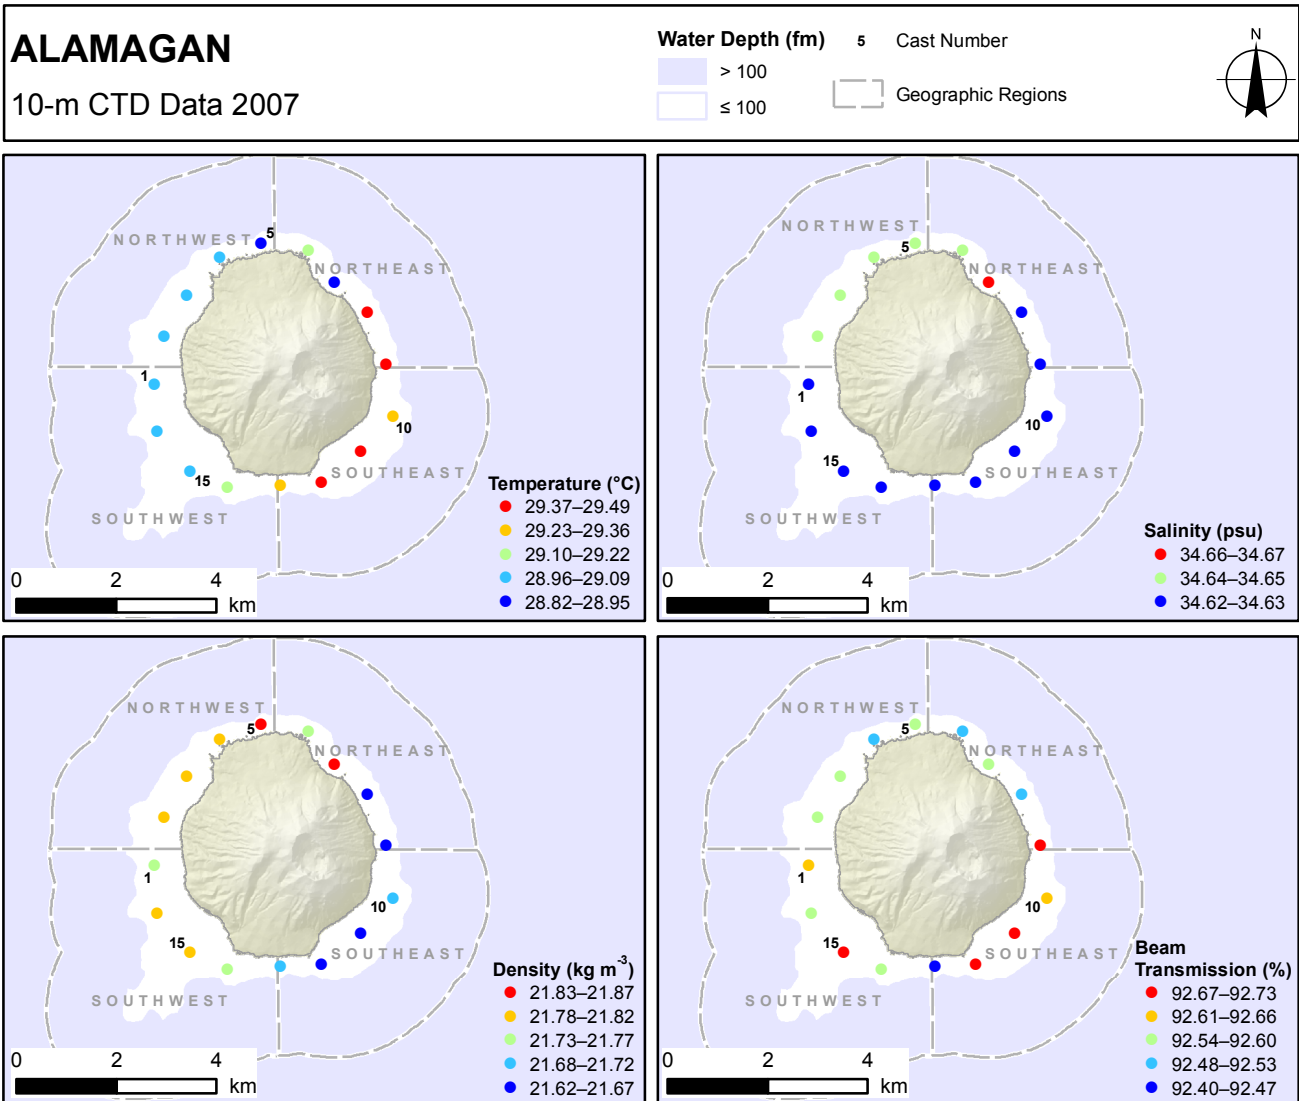 ALAMAGAN
10-m CTD Data 2007
Water Depth (fm)
> 100
≤ 100
5 Cast Number
Geographic Regions
N
NORTHWEST
5
NORTHEAST
1
10
SOUTHEAST
15
SOUTHWEST
Temperature (°C)
29.37–29.49
29.23–29.36
29.10–29.22
28.96–29.09
28.82–28.95
0 2 4
km
NORTHWEST
5
NORTHEAST
1
10
15
SOUTHEAST
SOUTHWEST
Salinity (psu)
34.66–34.67
34.64–34.65
34.62–34.63
0 2 4
km
NORTHWEST
5
NORTHEAST
1
10
15
SOUTHEAST
SOUTHWEST
Density (kg m⁻³)
21.83–21.87
21.78–21.82
21.73–21.77
21.68–21.72
21.62–21.67
0 2 4
km
NORTHWEST
5
NORTHEAST
1
10
15
SOUTHEAST
SOUTHWEST
Beam
Transmission (%)
92.67–92.73
92.61–92.66
92.54–92.60
92.48–92.53
92.40–92.47
0 2 4
km